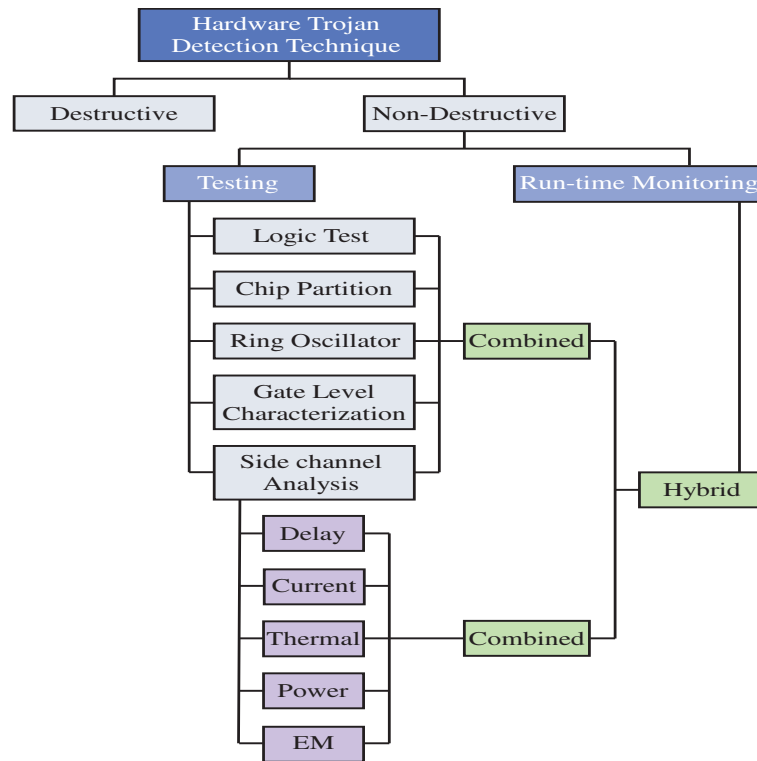 Hardware Trojan
Detection Technique
Destructive
Non-Destructive
Testing
Run-time Monitoring
Logic Test
Chip Partition
Ring Oscillator
Combined
Gate Level
Characterization
Side channel
Analysis
Hybrid
Delay
Current
Thermal
Combined
Power
EM